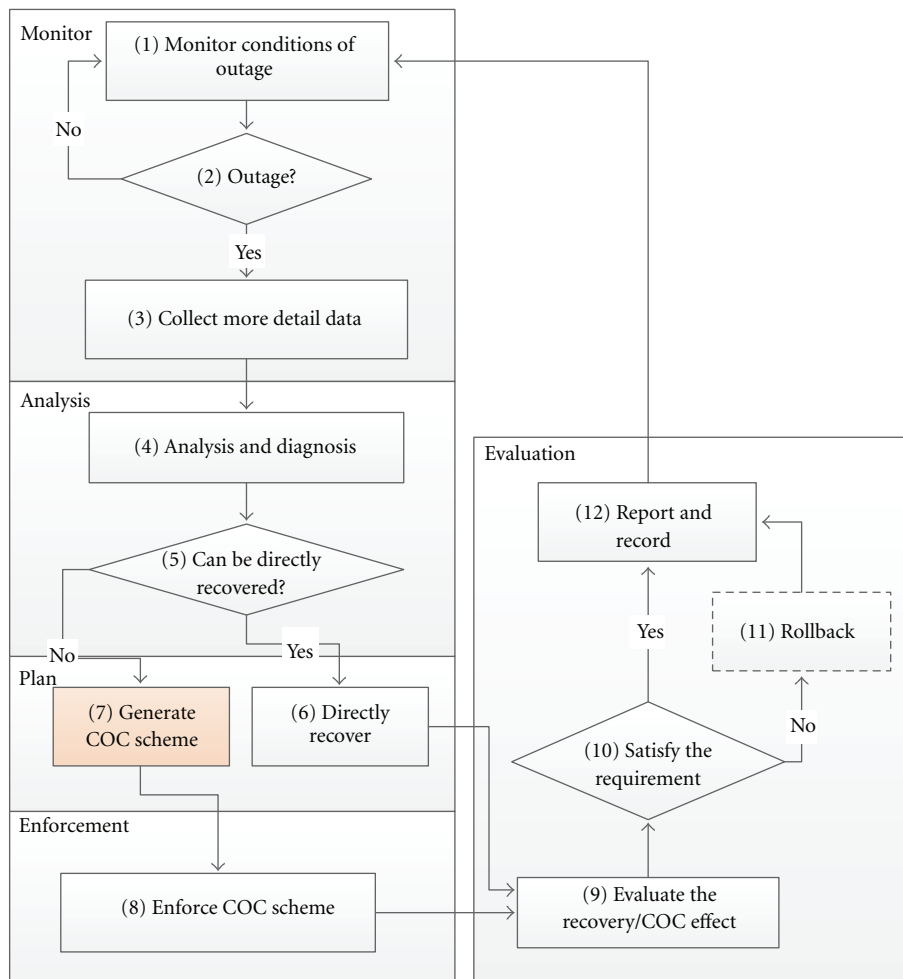 Monitor
(1) Monitor conditions of
outage
No
(2) Outage?
Yes
(3) Collect more detail data
Analysis
(4) Analysis and diagnosis
(5) Can be directly
recovered?
No
Yes
Plan
(7) Generate
COC scheme
(6) Directly
recover
Enforcement
(8) Enforce COC scheme
Evaluation
(12) Report and
record
Yes
(11) Rollback
No
(10) Satisfy the
requirement
(9) Evaluate the
recovery/COC effect